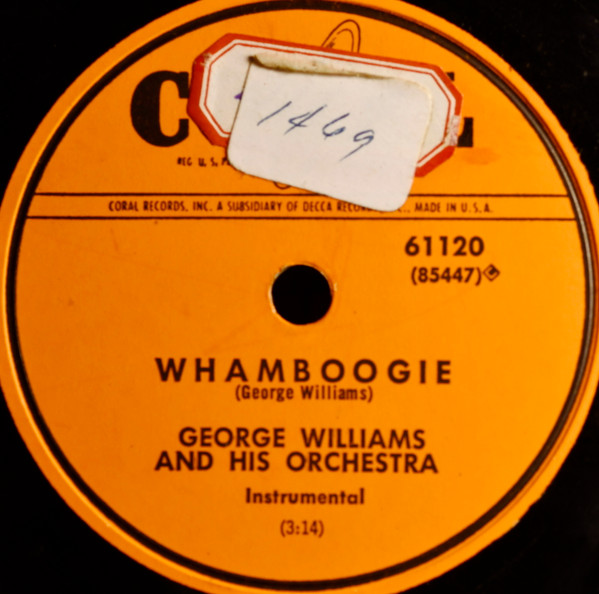 1469
CORAL RECORDS, INC. A SUBSIDIARY OF DECCA MADE IN U.S.A.
61120
(85447)
WHAMBOOGIE
(George Williams)
GEORGE WILLIAMS
AND HIS ORCHESTRA
Instrumental
(3:14)